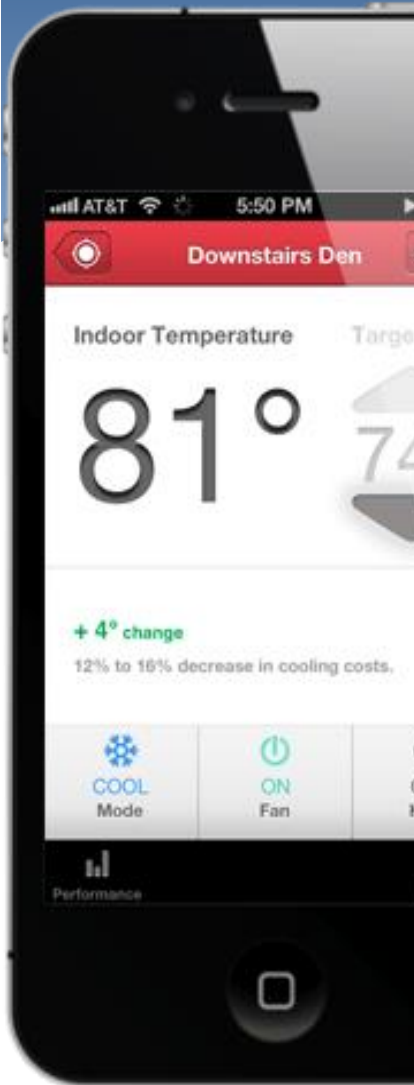 AT&T 5:50 PM
Downstairs Den
Indoor Temperature
81°
+ 4° change
12% to 16% decrease in cooling costs.
COOL
Mode
ON
Fan
Performance